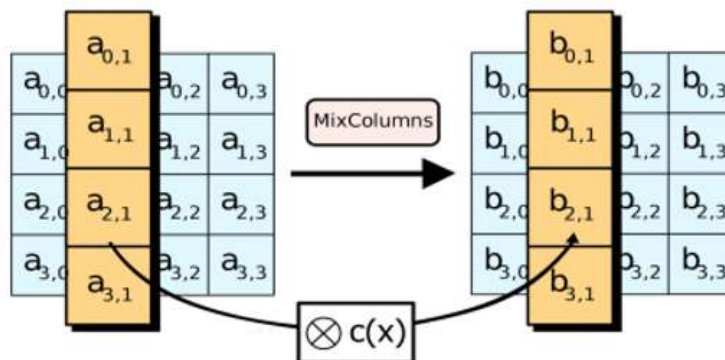 a0,0 a0,1 a0,2 a0,3
a1,0 a1,1 a1,2 a1,3
a2,0 a2,1 a2,2 a2,3
a3,0 a3,1 a3,2 a3,3
MixColumns
b0,0 b0,1 b0,2 b0,3
b1,0 b1,1 b1,2 b1,3
b2,0 b2,1 b2,2 b2,3
b3,0 b3,1 b3,2 b3,3
⊗ c(x)